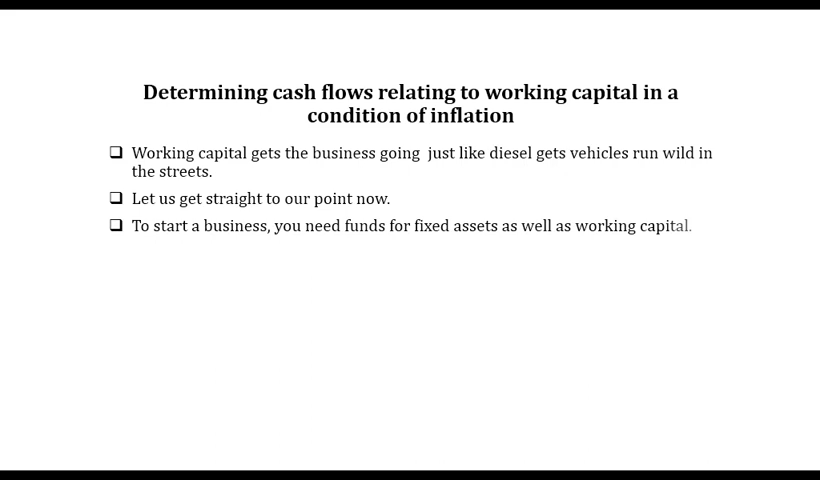 Determining cash flows relating to working capital in a
condition of inflation
❑ Working capital gets the business going  just like diesel gets vehicles run wild in
the streets.
❑ Let us get straight to our point now.
❑ To start a business, you need funds for fixed assets as well as working capital.